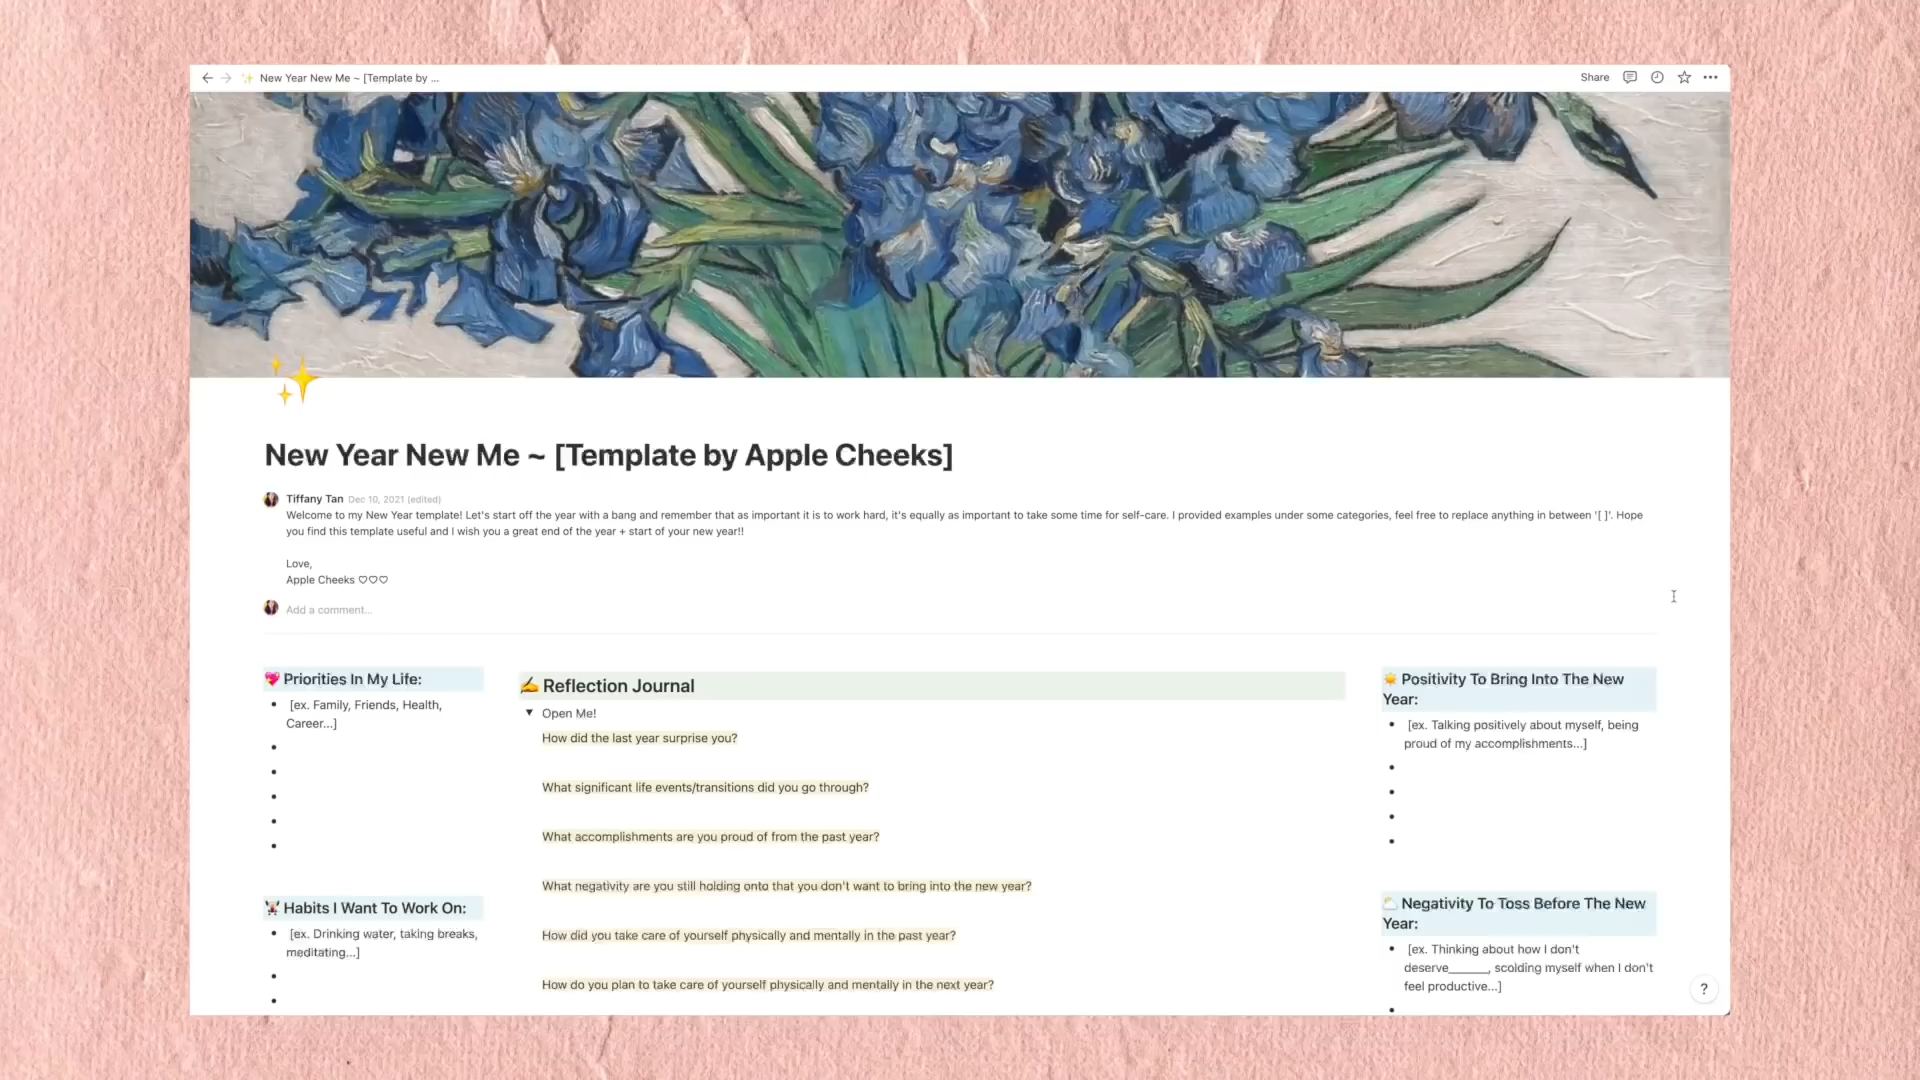 New Year New Me ~ [Template by ...
Share
New Year New Me ~ [Template by Apple Cheeks]
Tiffany Tan Dec 10, 2021 (edited)
Welcome to my New Year template! Let's start off the year with a bang and remember that as important it is to work hard, it's equally as important to take some time for self-care. I provided examples under some categories, feel free to replace anything in between '[ ]'. Hope
you find this template useful and I wish you a great end of the year + start of your new year!!
Love,
Apple Cheeks ♡♡♡
Add a comment...
💖 Priorities In My Life:
• [ex. Family, Friends, Health,
Career...]
•
•
•
•
•
🏋 Habits I Want To Work On:
• [ex. Drinking water, taking breaks,
meditating...]
•
•
✍ Reflection Journal
▼ Open Me!
How did the last year surprise you?
What significant life events/transitions did you go through?
What accomplishments are you proud of from the past year?
What negativity are you still holding onto that you don't want to bring into the new year?
How did you take care of yourself physically and mentally in the past year?
How do you plan to take care of yourself physically and mentally in the next year?
☀ Positivity To Bring Into The New
Year:
• [ex. Talking positively about myself, being
proud of my accomplishments...]
•
•
•
•
🌥 Negativity To Toss Before The New
Year:
• [ex. Thinking about how I don't
deserve______, scolding myself when I don't
feel productive...]
•
?